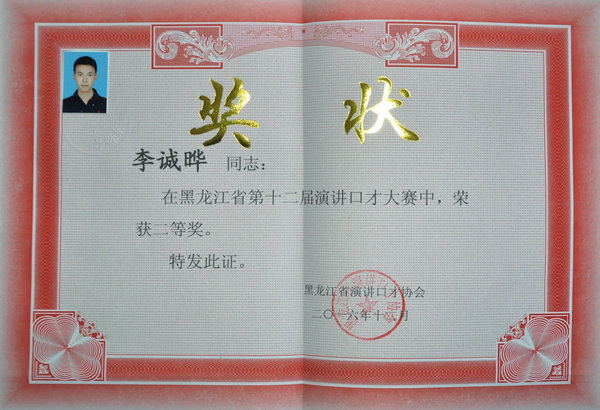 奖 状
李诚晔 同志：
在黑龙江省第十二届演讲口才大赛中，荣
获二等奖。
特发此证。
黑龙江省演讲口才协会
二〇一六年十二月